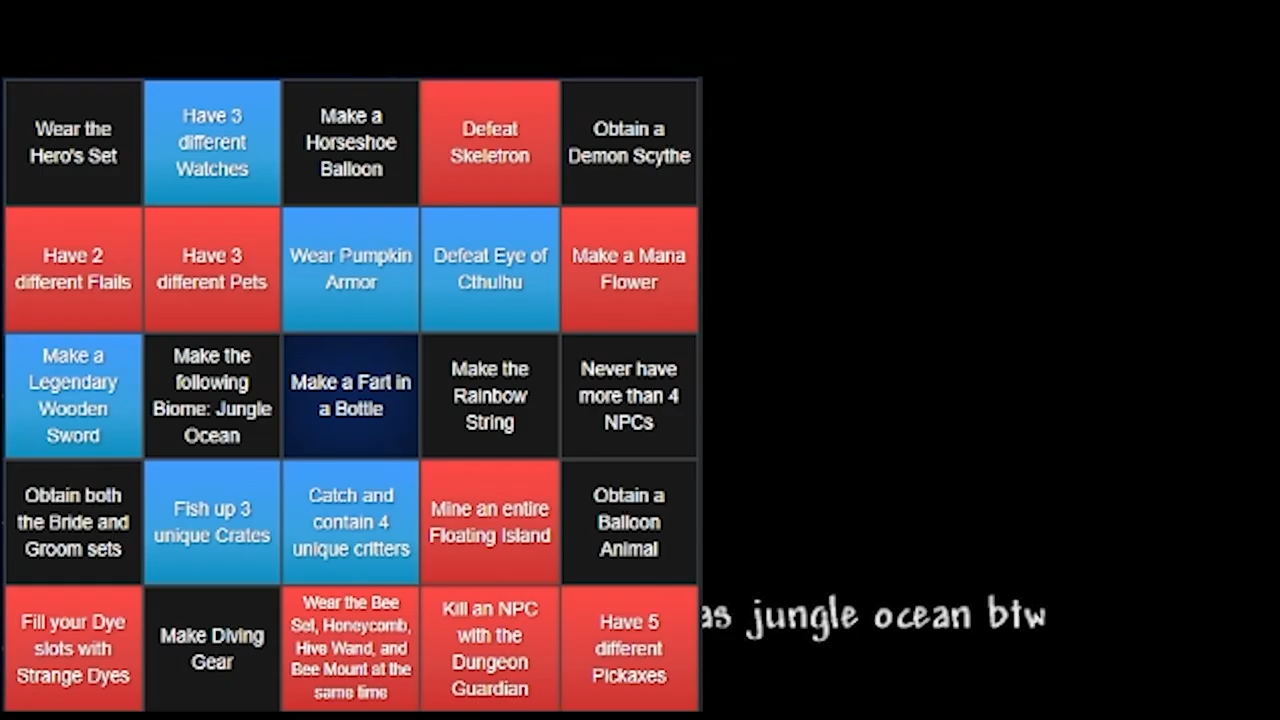 Wear the
Hero's Set
Have 3
different
Watches
Make a
Horseshoe
Balloon
Defeat
Skeletron
Obtain a
Demon Scythe
Have 2
different Flails
Have 3
different Pets
Wear Pumpkin
Armor
Defeat Eye of
Cthulhu
Make a Mana
Flower
Make a
Legendary
Wooden
Sword
Make the
following
Biome: Jungle
Ocean
Make a Fart in
a Bottle
Make the
Rainbow
String
Never have
more than 4
NPCs
Obtain both
the Bride and
Groom sets
Fish up 3
unique Crates
Catch and
contain 4
unique critters
Mine an entire
Floating Island
Obtain a
Balloon
Animal
Fill your Dye
slots with
Strange Dyes
Make Diving
Gear
Wear the Bee
Set, Honeycomb,
Hive Wand, and
Bee Mount at the
same time
Kill an NPC
with the
Dungeon
Guardian
Have 5
different
Pickaxes
as jungle ocean btw